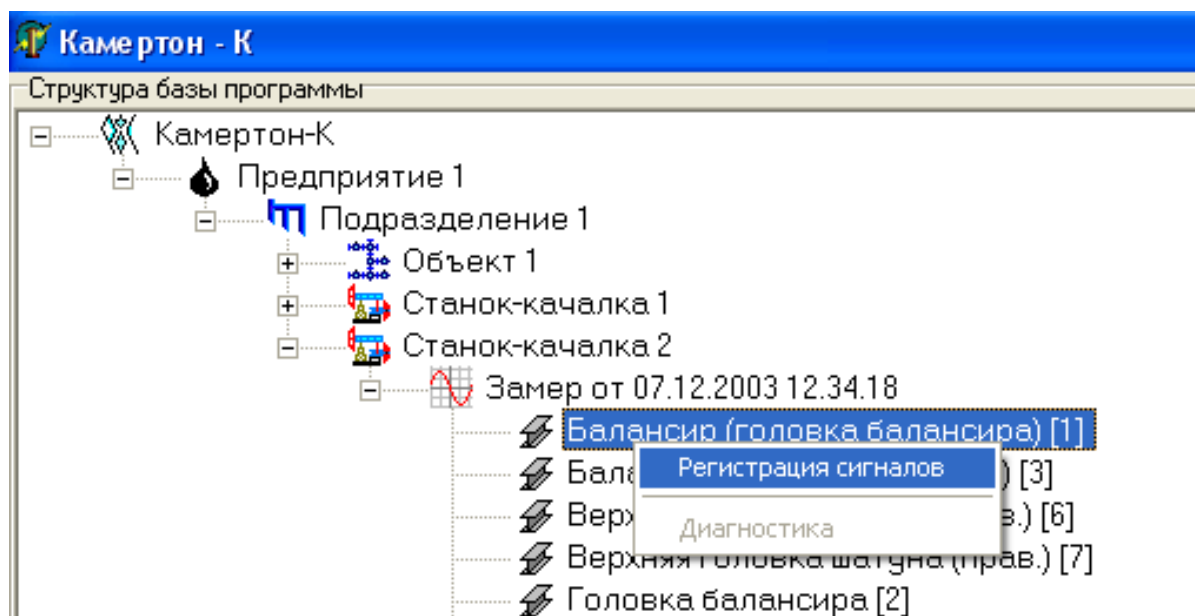 Камертон - К
Структура базы программы
Камертон-К
Предприятие 1
Подразделение 1
Объект 1
Станок-качалка 1
Станок-качалка 2
Замер от 07.12.2003 12.34.18
Балансир (головка балансира) [1]
Регистрация сигналов
) [3]
[6]
Диагностика
Верхняя головка шатуна (прав.) [7]
Головка балансира [2]